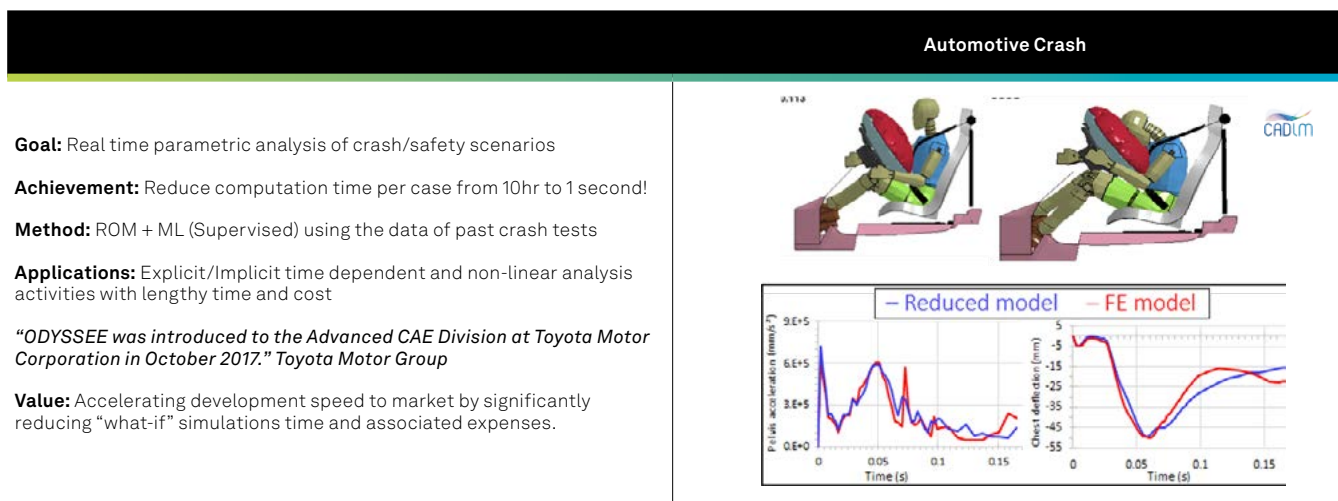 Automotive Crash
Goal: Real time parametric analysis of crash/safety scenarios
Achievement: Reduce computation time per case from 10hr to 1 second!
Method: ROM + ML (Supervised) using the data of past crash tests
Applications: Explicit/Implicit time dependent and non-linear analysis
activities with lengthy time and cost
“ODYSSEE was introduced to the Advanced CAE Division at Toyota Motor
Corporation in October 2017.” Toyota Motor Group
Value: Accelerating development speed to market by significantly
reducing “what-if” simulations time and associated expenses.
CADLM
– Reduced model – FE model
Pelvis acceleration (mm/s²)
9.E+5
6.E+5
3.E+5
0.E+0
0 0.05 0.1 0.15
Time (s)
Chest deflection (mm)
5
-5
-15
-25
-35
-45
-55
0 0.05 0.1 0.15
Time (s)